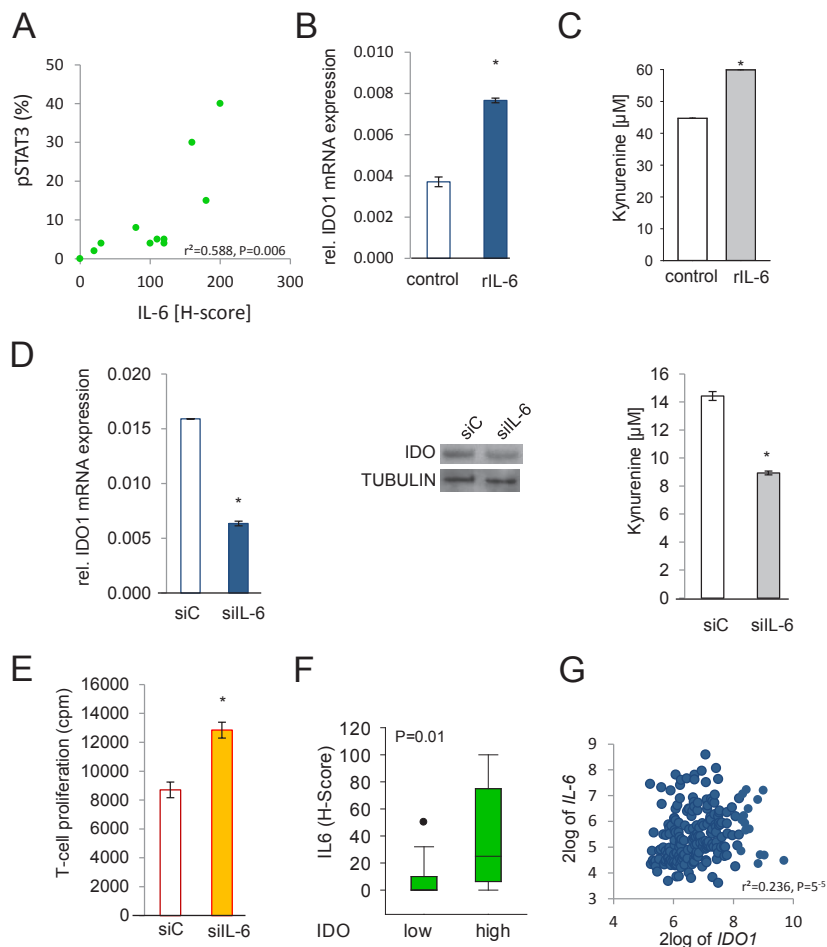 A
pSTAT3 (%)
50
40
30
20
10
0
r²=0.588, P=0.006
0 100 200 300
IL-6 [H-score]
B
rel. IDO1 mRNA expression
0.010
0.008
0.006
0.004
0.002
0.000
*
control rIL-6
C
Kynurenine [µM]
60
50
40
30
20
10
0
*
control rIL-6
D
rel. IDO1 mRNA expression
0.020
0.015
0.010
0.005
0.000
*
siC siIL-6
siC siIL-6
IDO
TUBULIN
Kynurenine [µM]
16
14
12
10
8
6
4
2
0
*
siC siIL-6
E
T-cell proliferation (cpm)
16000
14000
12000
10000
8000
6000
4000
2000
0
*
siC siIL-6
F
IL6 (H-Score)
P=0.01
120
100
80
60
40
20
0
IDO low high
G
2log of IL-6
9
8
7
6
5
4
3
r²=0.236, P=5⁻⁵
4 6 8 10
2log of IDO1